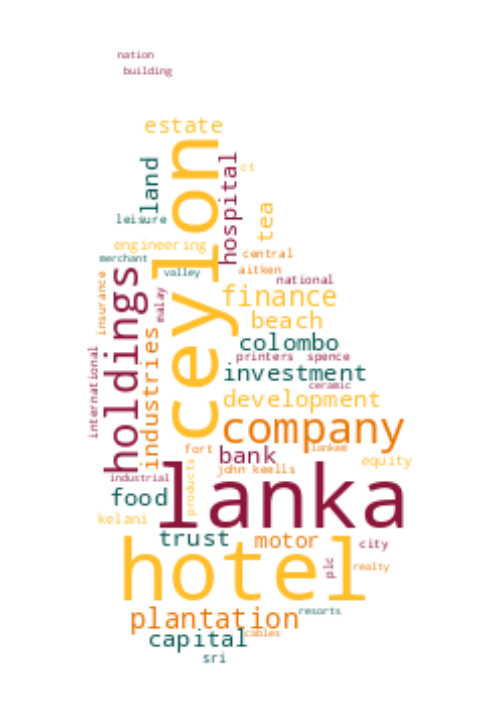 nation
building
estate
ceylon
land
hospital
ct
tea
leisure
engineering
central
merchant
valley
aitken
national
holdings
insurance
malay
finance
beach
industries
colombo
printers
spence
international
investment
ceramic
development
company
fort
lankem
bank
equity
john keells
products
industrial
lanka
food
kelani
trust
motor
city
hotel
plc
realty
plantation
resorts
capital
cables
sri